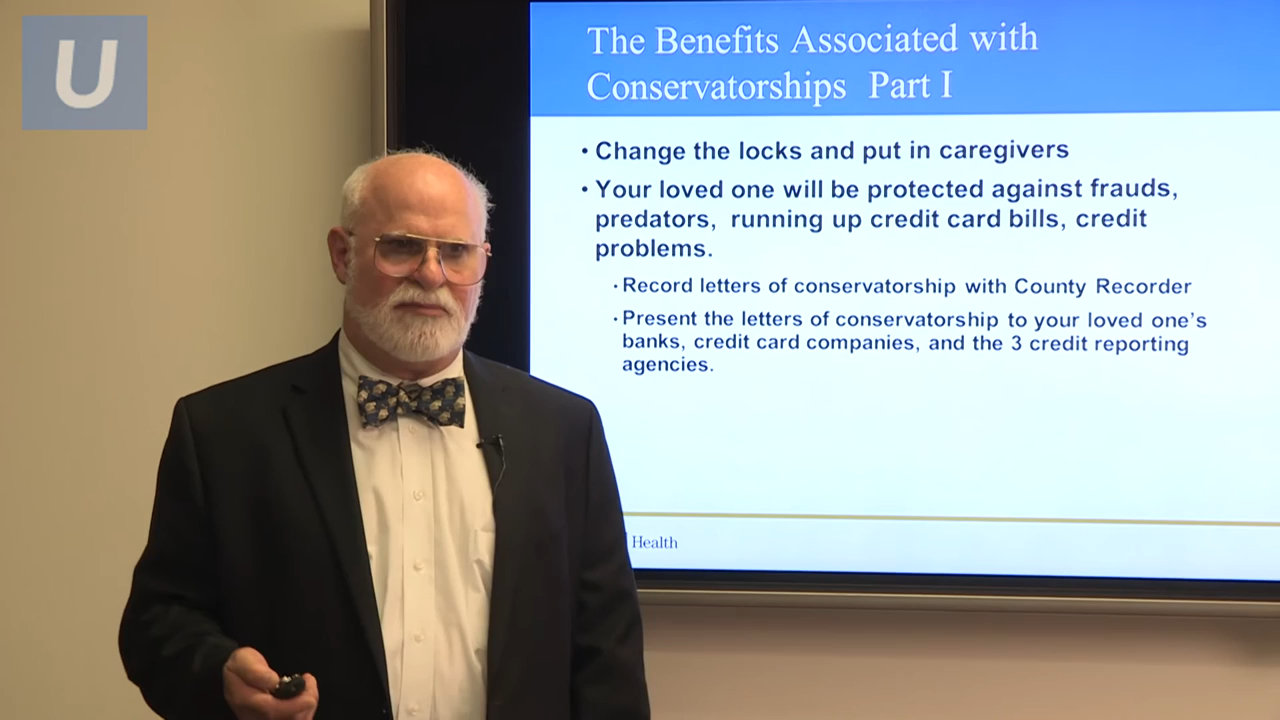 U
The Benefits Associated with
Conservatorships Part I
• Change the locks and put in caregivers
• Your loved one will be protected against frauds,
predators, running up credit card bills, credit
problems.
· Record letters of conservatorship with County Recorder
· Present the letters of conservatorship to your loved one's
banks, credit card companies, and the 3 credit reporting
agencies.
Health